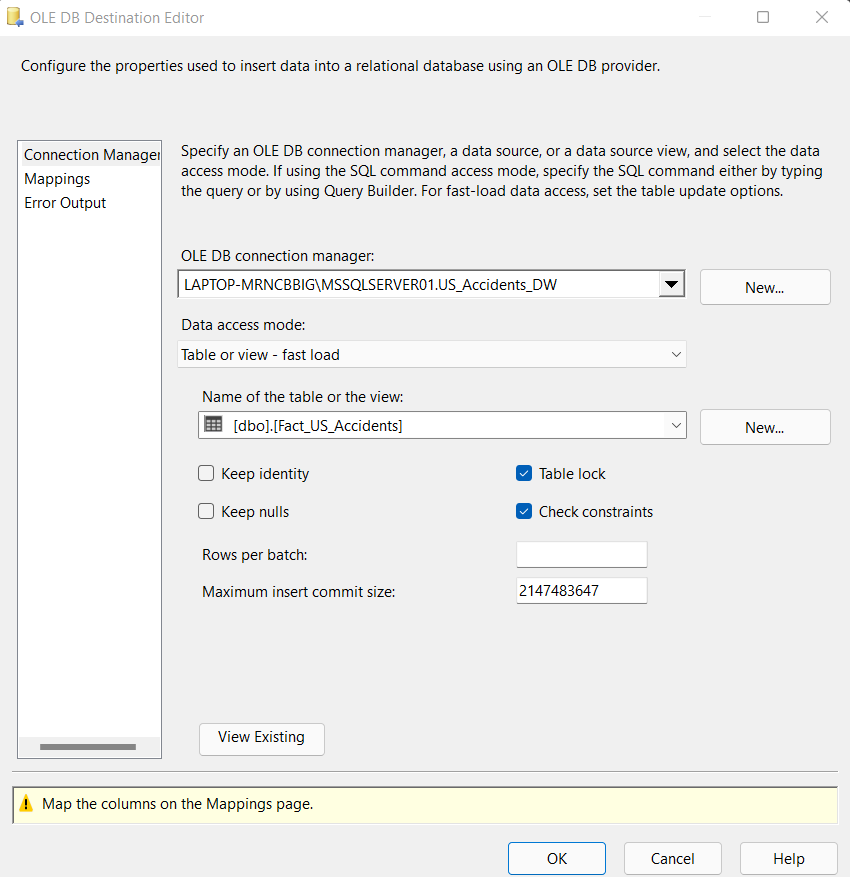 OLE DB Destination Editor
Configure the properties used to insert data into a relational database using an OLE DB provider.
Connection Manager
Mappings
Error Output
Specify an OLE DB connection manager, a data source, or a data source view, and select the data
access mode. If using the SQL command access mode, specify the SQL command either by typing
the query or by using Query Builder. For fast-load data access, set the table update options.
OLE DB connection manager:
LAPTOP-MRNCBBIG\MSSQLSERVER01.US_Accidents_DW
New...
Data access mode:
Table or view - fast load
Name of the table or the view:
[dbo].[Fact_US_Accidents]
New...
Keep identity
Table lock
Keep nulls
Check constraints
Rows per batch:
Maximum insert commit size:
2147483647
View Existing
Map the columns on the Mappings page.
OK
Cancel
Help